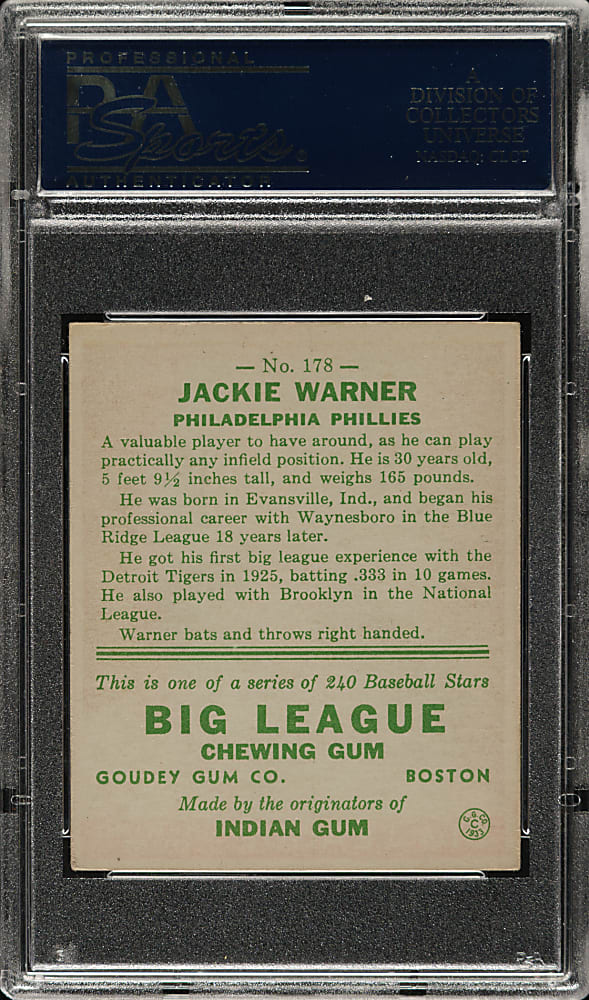 PROFESSIONAL
PSA
Sports
AUTHENTICATOR
A
DIVISION OF
COLLECTORS
UNIVERSE
NASDAQ: CLCT
— No. 178 —
JACKIE WARNER
PHILADELPHIA PHILLIES
A valuable player to have around, as he can play
practically any infield position. He is 30 years old,
5 feet 9½ inches tall, and weighs 165 pounds.
He was born in Evansville, Ind., and began his
professional career with Waynesboro in the Blue
Ridge League 18 years later.
He got his first big league experience with the
Detroit Tigers in 1925, batting .333 in 10 games.
He also played with Brooklyn in the National
League.
Warner bats and throws right handed.
This is one of a series of 240 Baseball Stars
BIG LEAGUE
CHEWING GUM
GOUDEY GUM CO. BOSTON
Made by the originators of
INDIAN GUM
G.G.CO.
C
1933
PSA